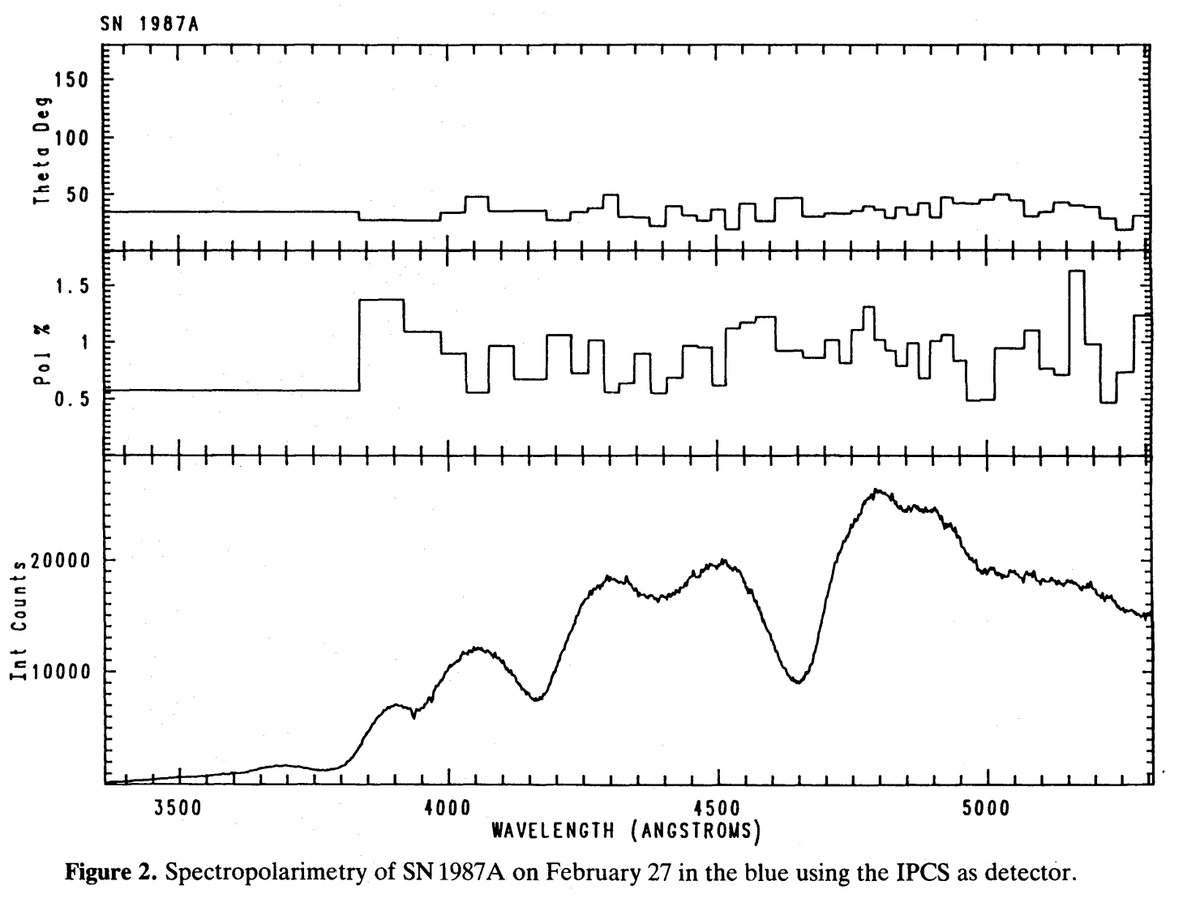 SN 1987A
150
100
50
Theta Deg
1.5
1
0.5
Pol %
20000
10000
Int Counts
3500 4000 4500 5000
WAVELENGTH (ANGSTROMS)
Figure 2. Spectropolarimetry of SN 1987A on February 27 in the blue using the IPCS as detector.